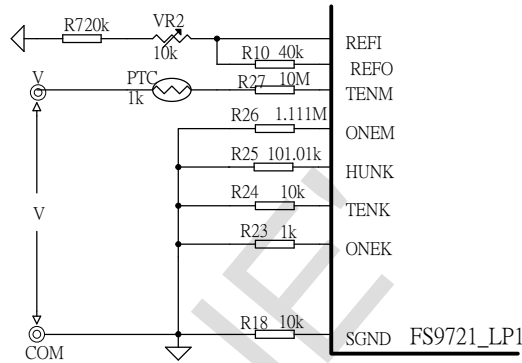 R720k VR2
10k
REFI
R10 40k
REFO
V PTC R27 10M
1k
TENM
R26 1.111M
ONEM
R25 101.01k
HUNK
R24 10k
V
TENK
R23 1k
ONEK
R18 10k
SGND FS9721_LP1
COM